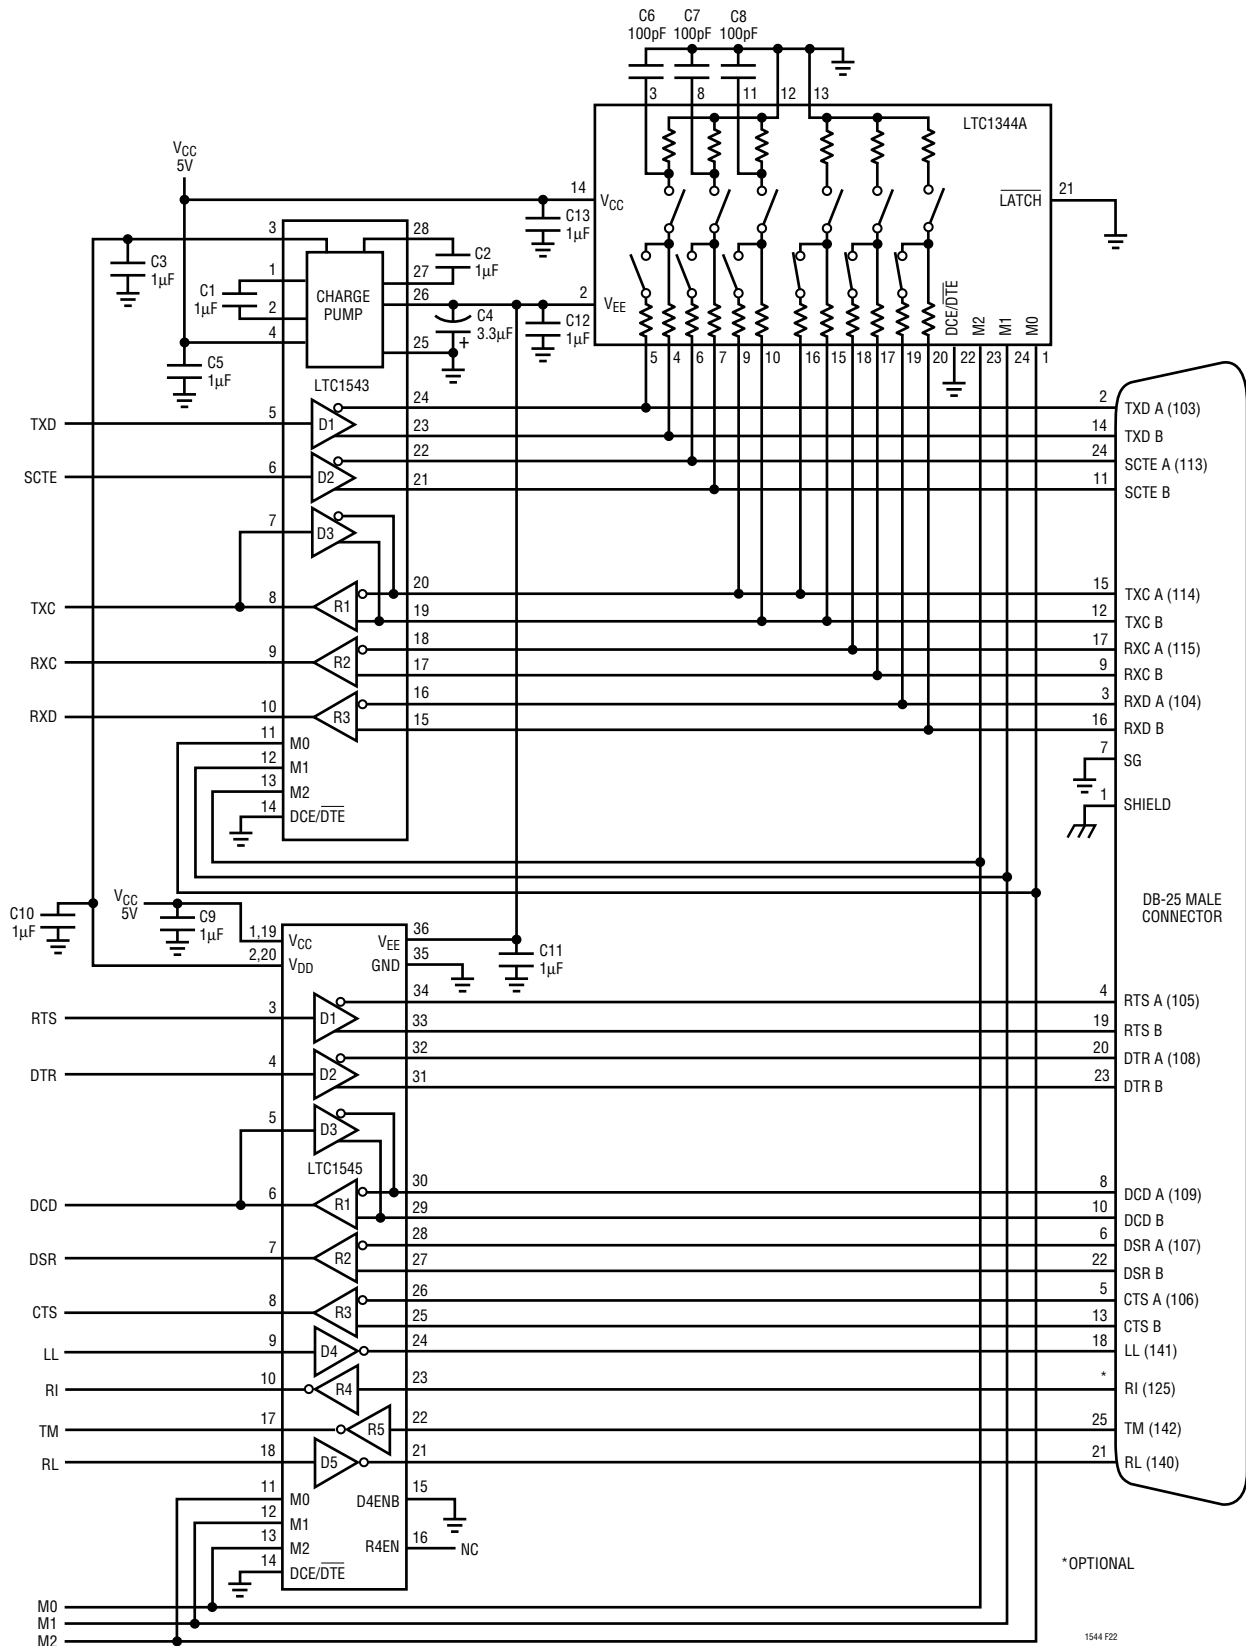 C6 C7 C8
100pF 100pF 100pF
3 8 11 12 13
LTC1344A
VCC
5V
14
VCC
LATCH
21
C13
1µF
3
28
C3
1µF
C2
1µF
1
27
C1
1µF
CHARGE
PUMP
26
2
VEE
2
C4
3.3µF
+
C12
1µF
4
25
DCE/DTE
M2
M1
M0
C5
1µF
5 4 6 7 9 10 16 15 18 17 19 20 22 23 24 1
LTC1543
TXD 5 D1 24 2 TXD A (103)
23 14 TXD B
SCTE 6 D2 22 24 SCTE A (113)
21 11 SCTE B
7 D3
TXC 8 R1 20 15 TXC A (114)
19 12 TXC B
RXC 9 R2 18 17 RXC A (115)
17 9 RXC B
RXD 10 R3 16 3 RXD A (104)
15 16 RXD B
11 M0
12 M1
13 M2
14 DCE/DTE
7 SG
1 SHIELD
DB-25 MALE
CONNECTOR
C10
1µF
VCC
5V
C9
1µF
1,19 VCC VEE 36
2,20 VDD GND 35
C11
1µF
RTS 3 D1 34 4 RTS A (105)
33 19 RTS B
DTR 4 D2 32 20 DTR A (108)
31 23 DTR B
5 D3
LTC1545
DCD 6 R1 30 8 DCD A (109)
29 10 DCD B
DSR 7 R2 28 6 DSR A (107)
27 22 DSR B
CTS 8 R3 26 5 CTS A (106)
25 13 CTS B
LL 9 D4 24 18 LL (141)
RI 10 R4 23 * RI (125)
TM 17 R5 22 25 TM (142)
RL 18 D5 21 21 RL (140)
11 M0 D4ENB 15
12 M1
13 M2 R4EN 16 NC
14 DCE/DTE
*OPTIONAL
M0
M1
M2
1544 F22